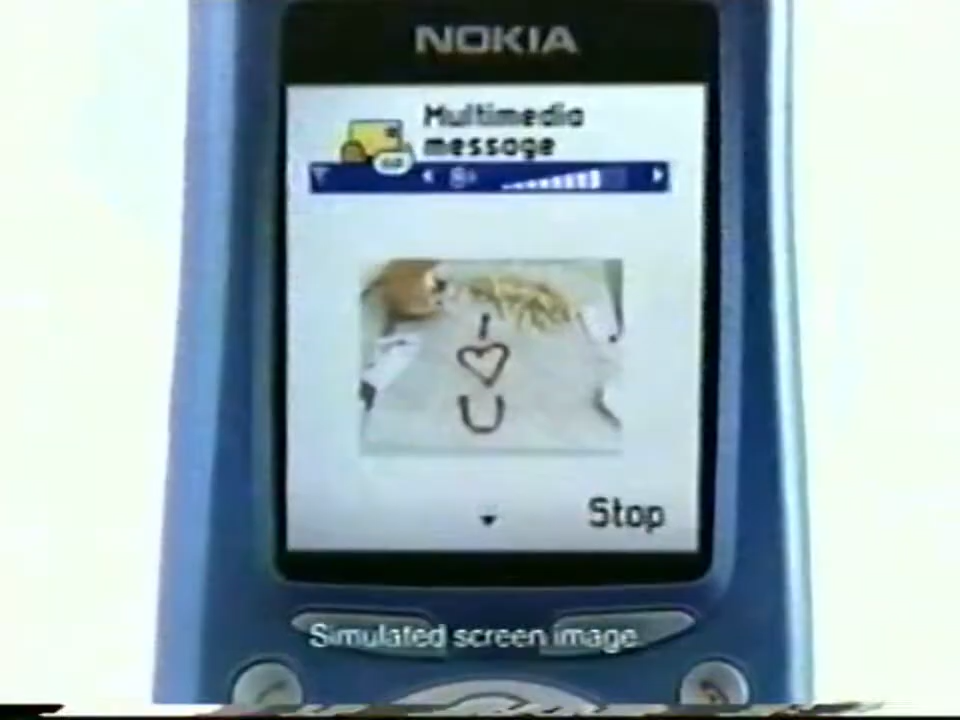 NOKIA
Multimedia
message
I
U
Stop
Simulated screen image